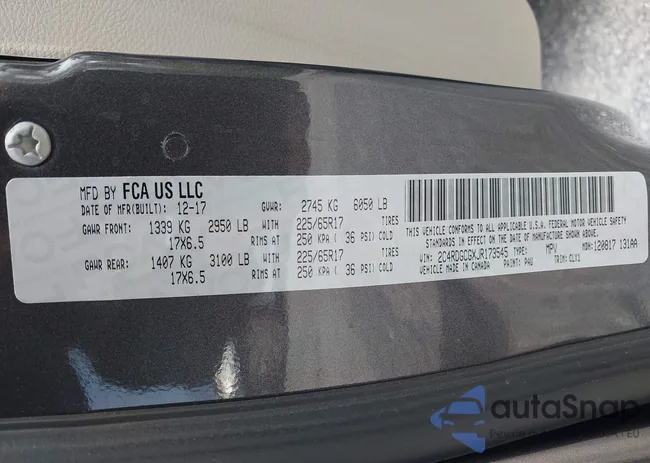 MFD BY FCA US LLC
DATE OF MFR(BUILT): 12-17 GVWR: 2745 KG 6050 LB
GAWR FRONT: 1339 KG 2950 LB WITH 225/65R17 TIRES
17X6.5 RIMS AT 250 KPA ( 36 PSI) COLD
GAWR REAR: 1407 KG 3100 LB WITH 225/65R17 TIRES
17X6.5 RIMS AT 250 KPA ( 36 PSI) COLD
THIS VEHICLE CONFORMS TO ALL APPLICABLE U.S.A. FEDERAL MOTOR VEHICLE SAFETY
STANDARDS IN EFFECT ON THE DATE OF MANUFACTURE SHOWN ABOVE.
VIN: 2C4RDGCGXJR173545 TYPE: MPV MDH: 120817 131AA
VEHICLE MADE IN CANADA PAINT: PAU TRIM: CLX1
autoSnap